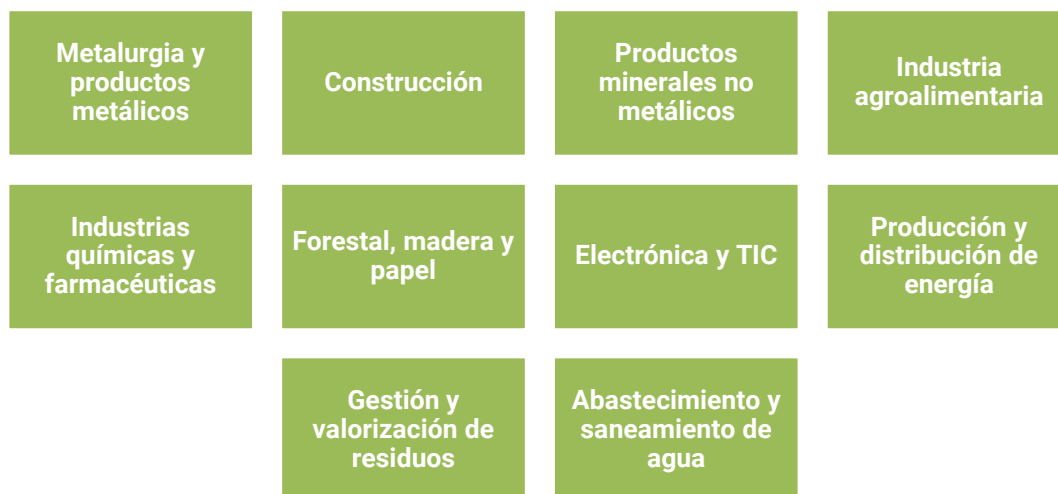 Metalurgia y
productos
metálicos
Construcción
Productos
minerales no
metálicos
Industria
agroalimentaria
Industrias
químicas y
farmacéuticas
Forestal, madera y
papel
Electrónica y TIC
Producción y
distribución de
energía
Gestión y
valorización de
residuos
Abastecimiento y
saneamiento de
agua